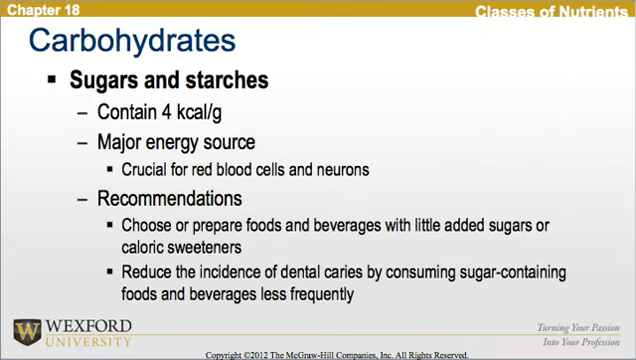 Chapter 18
Classes of Nutrients
Carbohydrates
▪ Sugars and starches
– Contain 4 kcal/g
– Major energy source
▪ Crucial for red blood cells and neurons
– Recommendations
▪ Choose or prepare foods and beverages with little added sugars or
caloric sweeteners
▪ Reduce the incidence of dental caries by consuming sugar-containing
foods and beverages less frequently
WEXFORD
UNIVERSITY
Turning Your Passion
Into Your Profession
Copyright ©2012 The McGraw-Hill Companies, Inc. All Rights Reserved.